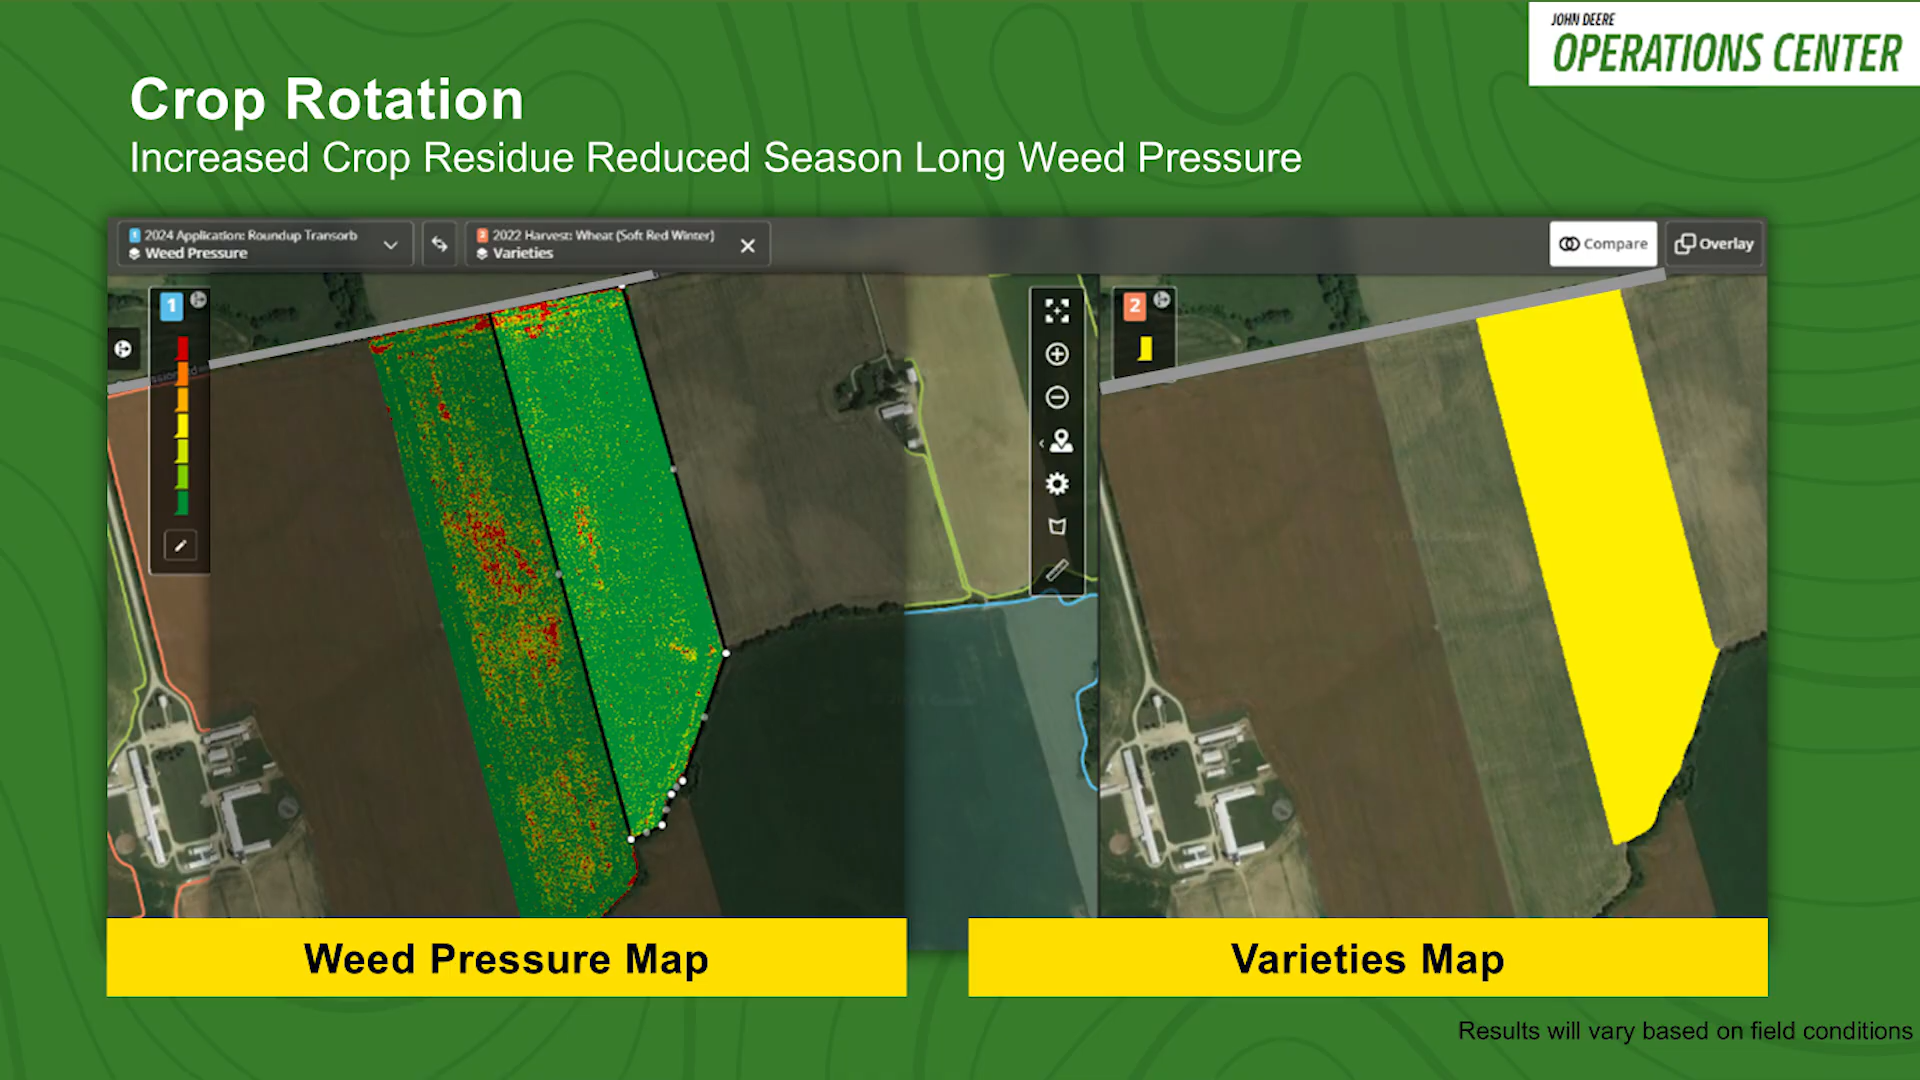 JOHN DEERE
OPERATIONS CENTER
Crop Rotation
Increased Crop Residue Reduced Season Long Weed Pressure
1 2024 Application: Roundup Transorb
Weed Pressure
2 2022 Harvest: Wheat (Soft Red Winter)
Varieties
Compare
Overlay
1
2
Weed Pressure Map
Varieties Map
Results will vary based on field conditions